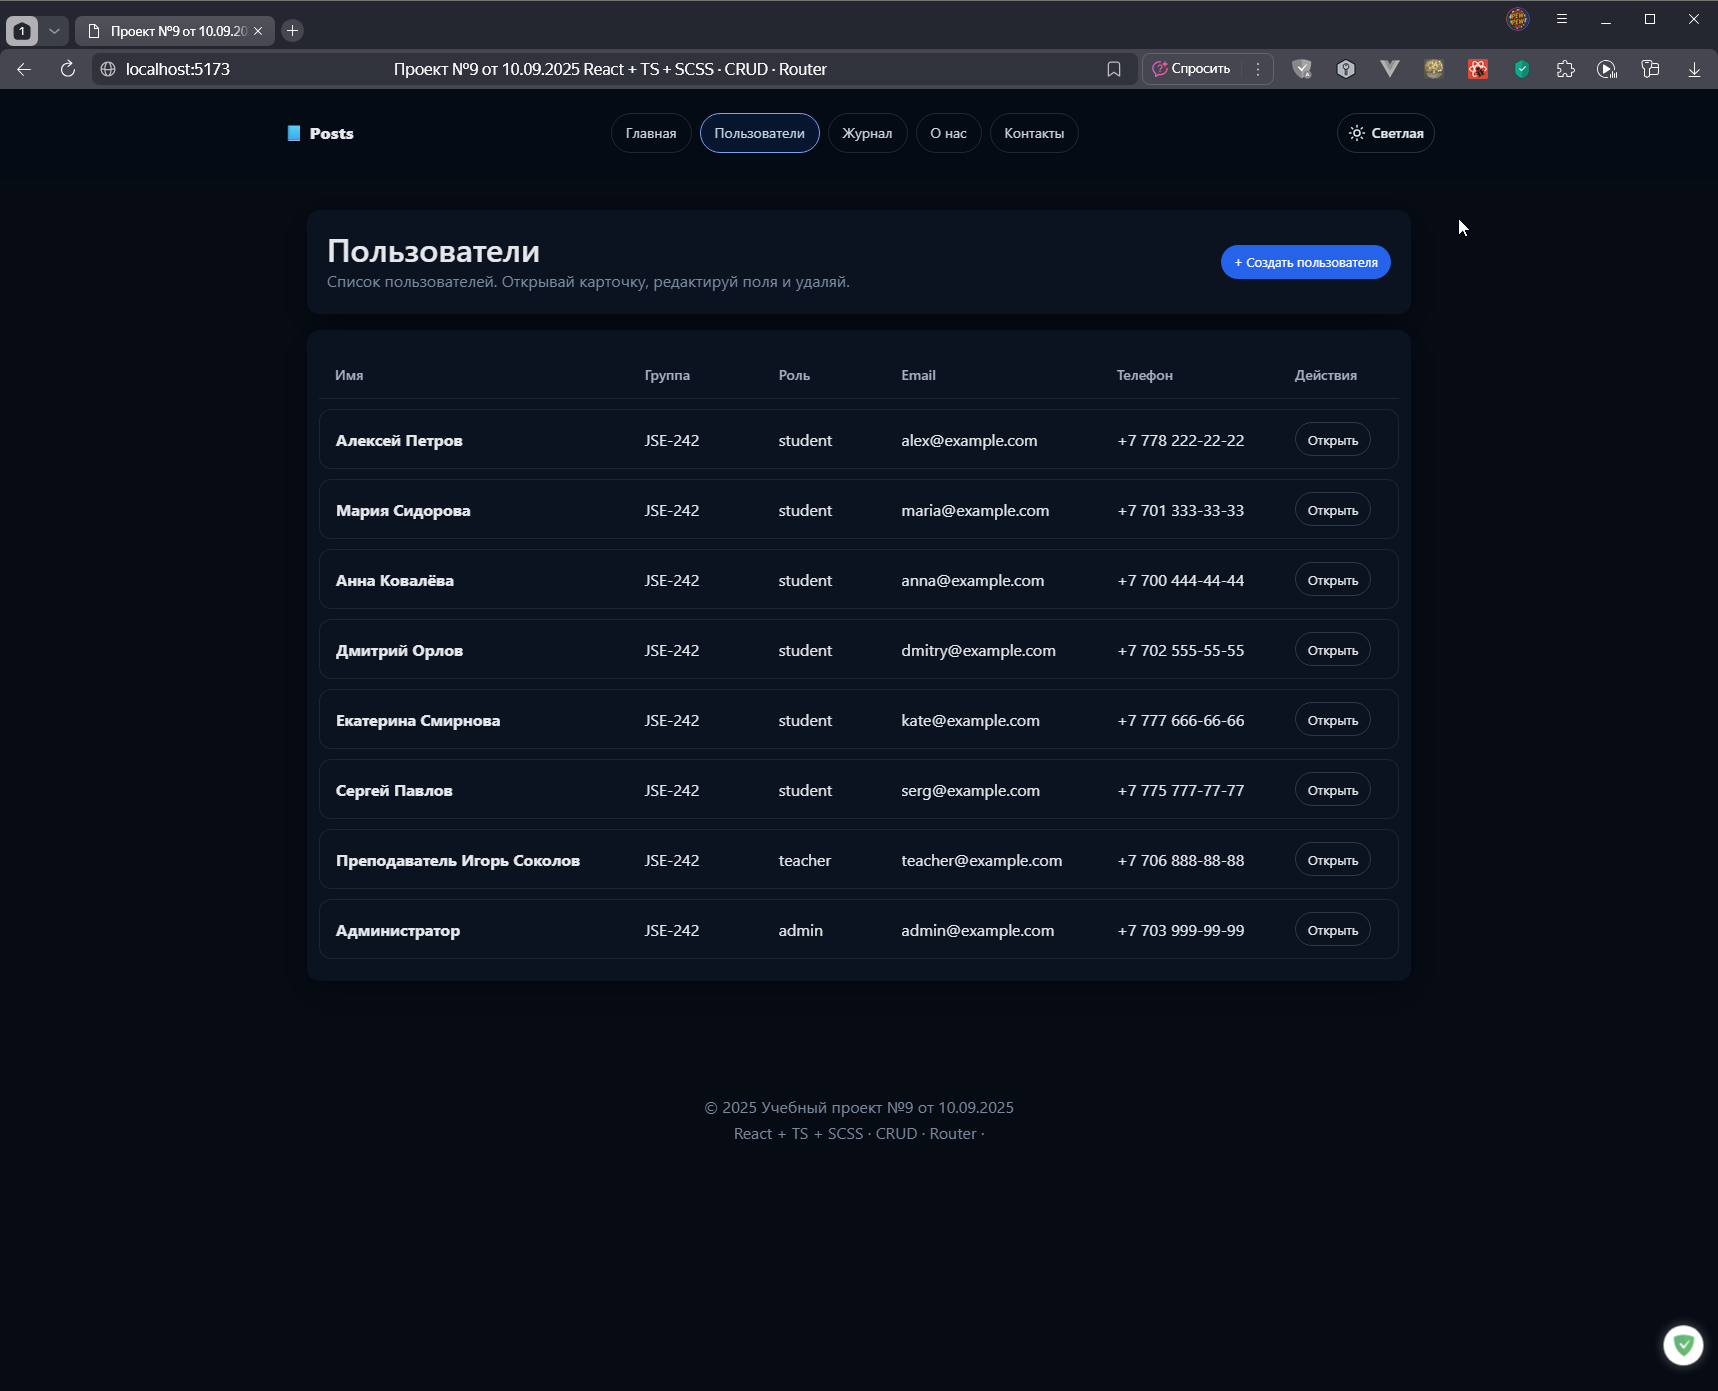 1
Проект №9 от 10.09.20
localhost:5173
Проект №9 от 10.09.2025 React + TS + SCSS · CRUD · Router
Спросить
Posts
Главная
Пользователи
Журнал
О нас
Контакты
Светлая
Пользователи
Список пользователей. Открывай карточку, редактируй поля и удаляй.
+ Создать пользователя
Имя Группа Роль Email Телефон Действия
Алексей Петров JSE-242 student alex@example.com +7 778 222-22-22 Открыть
Мария Сидорова JSE-242 student maria@example.com +7 701 333-33-33 Открыть
Анна Ковалёва JSE-242 student anna@example.com +7 700 444-44-44 Открыть
Дмитрий Орлов JSE-242 student dmitry@example.com +7 702 555-55-55 Открыть
Екатерина Смирнова JSE-242 student kate@example.com +7 777 666-66-66 Открыть
Сергей Павлов JSE-242 student serg@example.com +7 775 777-77-77 Открыть
Преподаватель Игорь Соколов JSE-242 teacher teacher@example.com +7 706 888-88-88 Открыть
Администратор JSE-242 admin admin@example.com +7 703 999-99-99 Открыть
© 2025 Учебный проект №9 от 10.09.2025
React + TS + SCSS · CRUD · Router ·